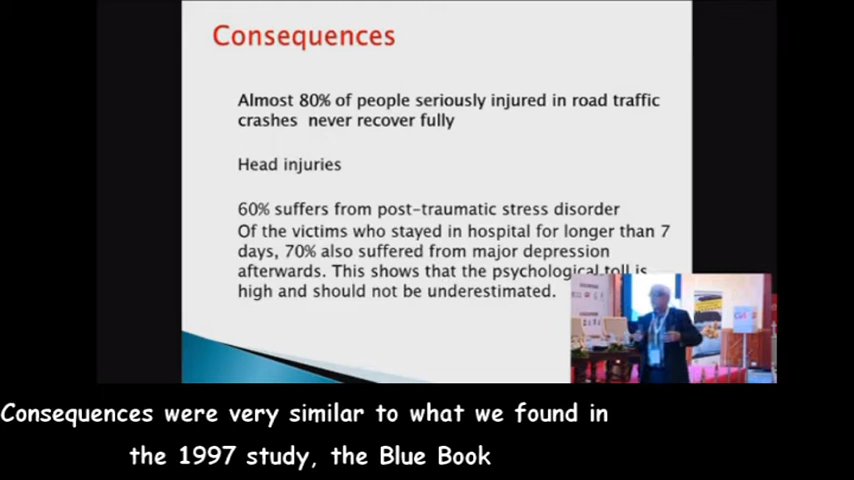 Consequences
Almost 80% of people seriously injured in road traffic
crashes never recover fully
Head injuries
60% suffers from post-traumatic stress disorder
Of the victims who stayed in hospital for longer than 7
days, 70% also suffered from major depression
afterwards. This shows that the psychological toll is
high and should not be underestimated.
Consequences were very similar to what we found in
the 1997 study, the Blue Book